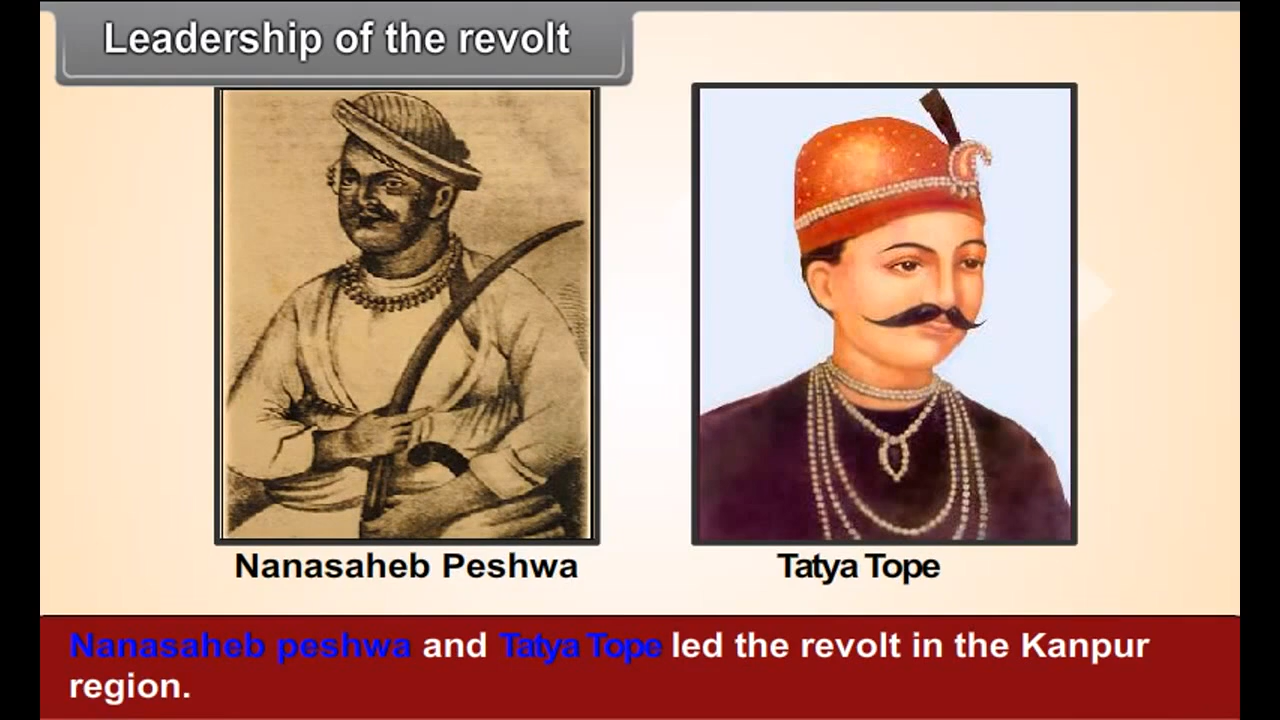 Leadership of the revolt
Nanasaheb Peshwa
Tatya Tope
Nanasaheb peshwa and Tatya Tope led the revolt in the Kanpur
region.